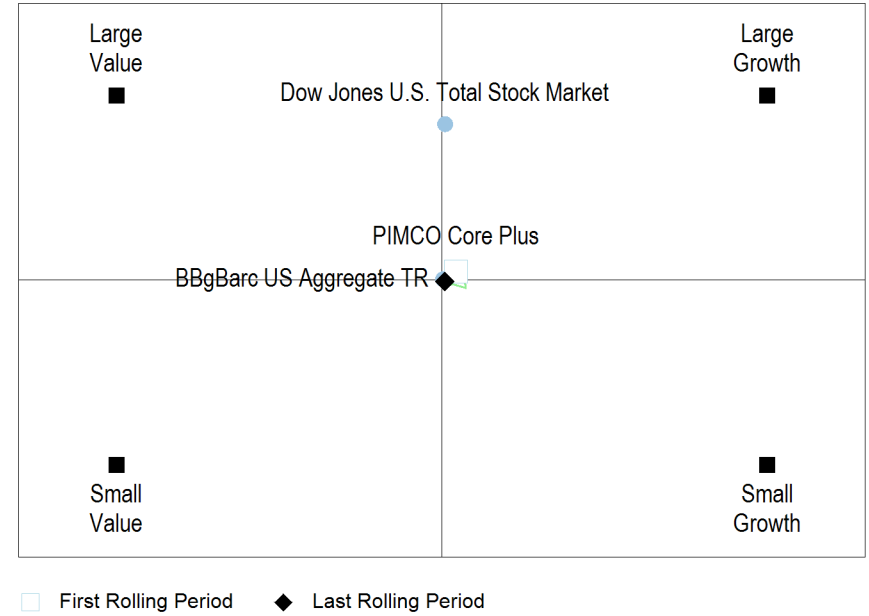 Large
Value
Large
Growth
Dow Jones U.S. Total Stock Market
PIMCO Core Plus
BBgBarc US Aggregate TR
Small
Value
Small
Growth
First Rolling Period
Last Rolling Period